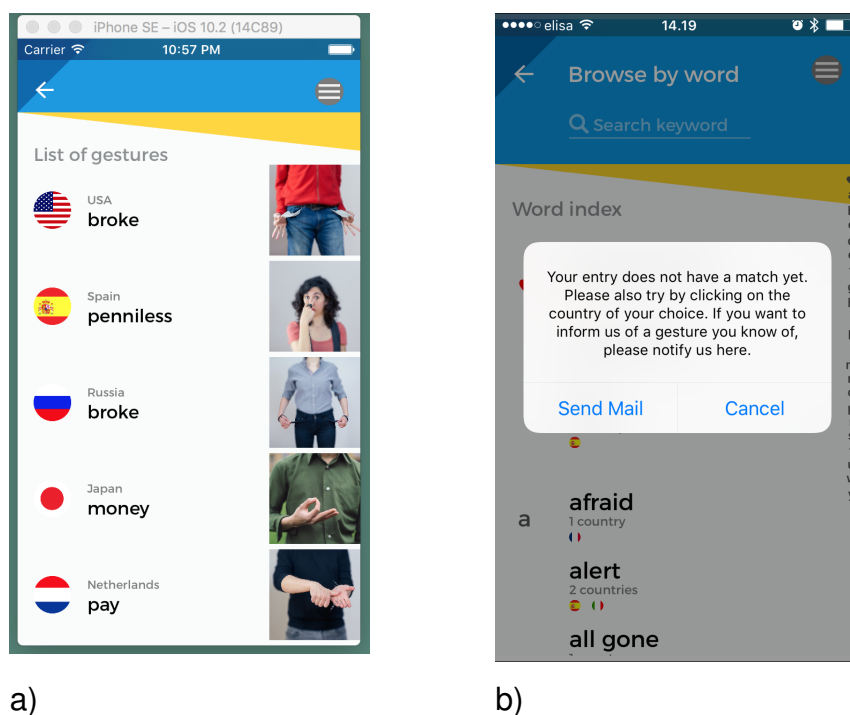 iPhone SE – iOS 10.2 (14C89)
Carrier 10:57 PM
List of gestures
USA
broke
Spain
penniless
Russia
broke
Japan
money
Netherlands
pay
a)
elisa 14.19
Browse by word
Search keyword
Word index
Your entry does not have a match yet.
Please also try by clicking on the
country of your choice. If you want to
inform us of a gesture you know of,
please notify us here.
Send Mail Cancel
a
afraid
1 country
alert
2 countries
all gone
b)